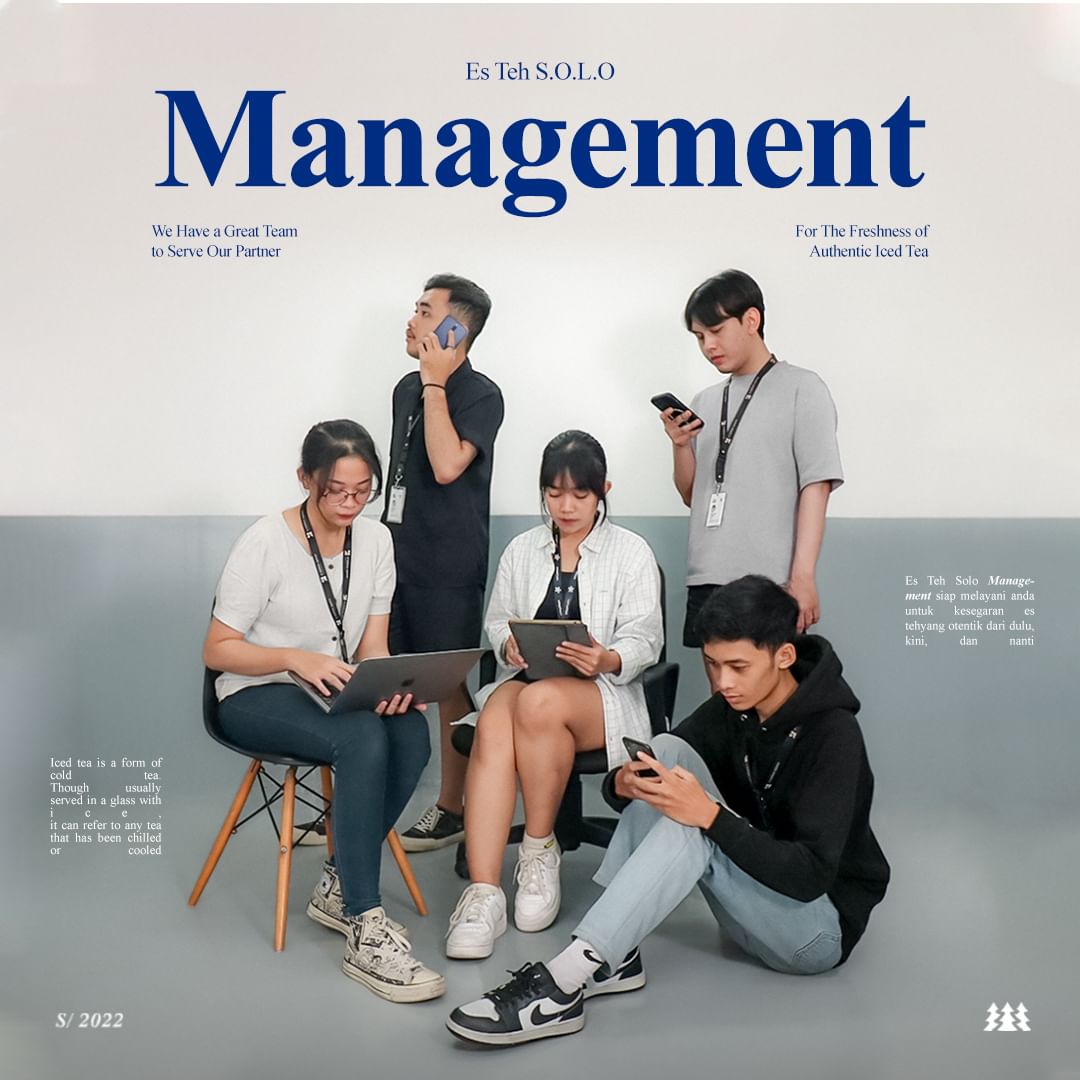 Es Teh S.O.L.O
Management
We Have a Great Team
to Serve Our Partner
For The Freshness of
Authentic Iced Tea
Es Teh Solo Manage-
ment siap melayani anda
untuk kesegaran es
tehyang otentik dari dulu,
kini, dan nanti
Iced tea is a form of
cold tea.
Though usually
served in a glass with
i c e ,
it can refer to any tea
that has been chilled
or cooled
S/ 2022